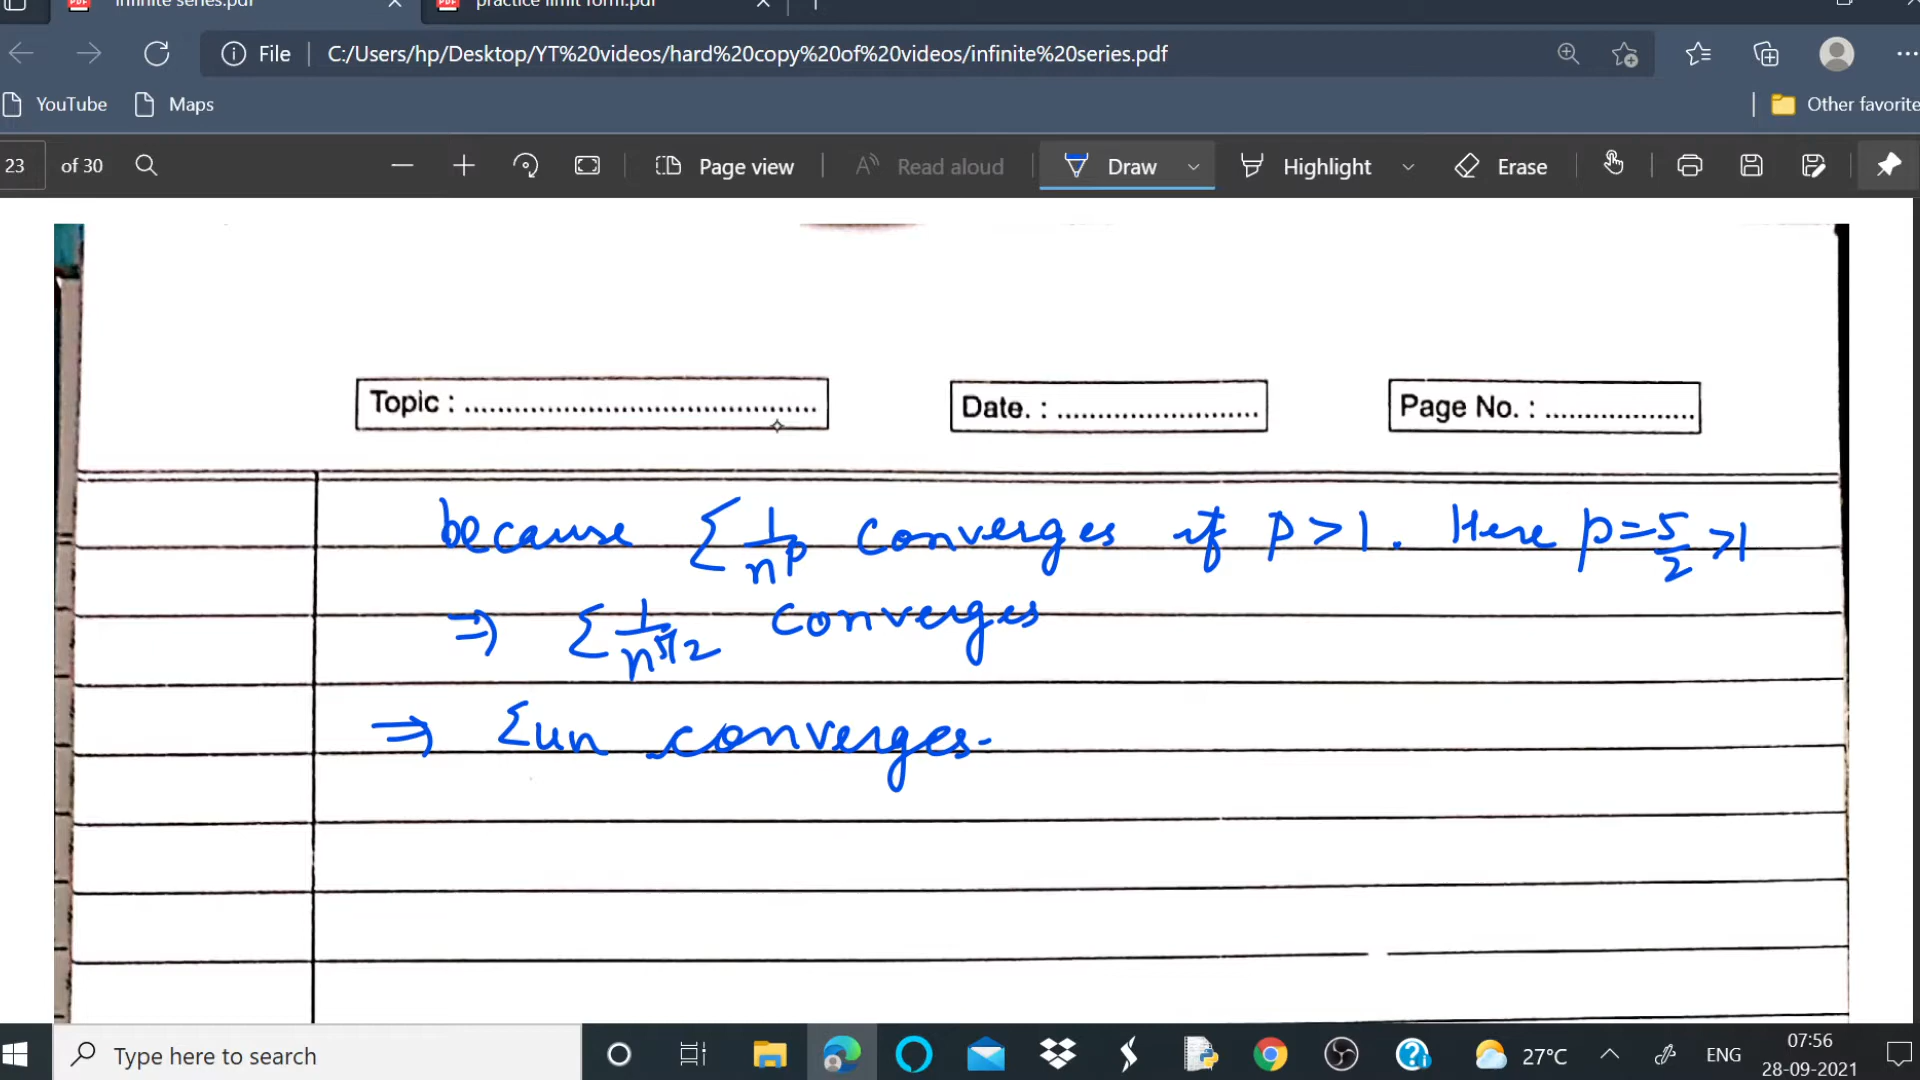 infinite series.pdf practice limit form.pdf
File C:/Users/hp/Desktop/YT%20videos/hard%20copy%20of%20videos/infinite%20series.pdf
YouTube Maps Other favorite
23 of 30 Page view Read aloud Draw Highlight Erase
Topic : ........................................ Date. : ....................... Page No. : .................
because Σ 1/n^p converges if p > 1. Here p = 5/2 > 1
⇒ Σ 1/n^5/2 converges
⇒ Σun converges.
Type here to search 27°C ENG 07:56
28-09-2021